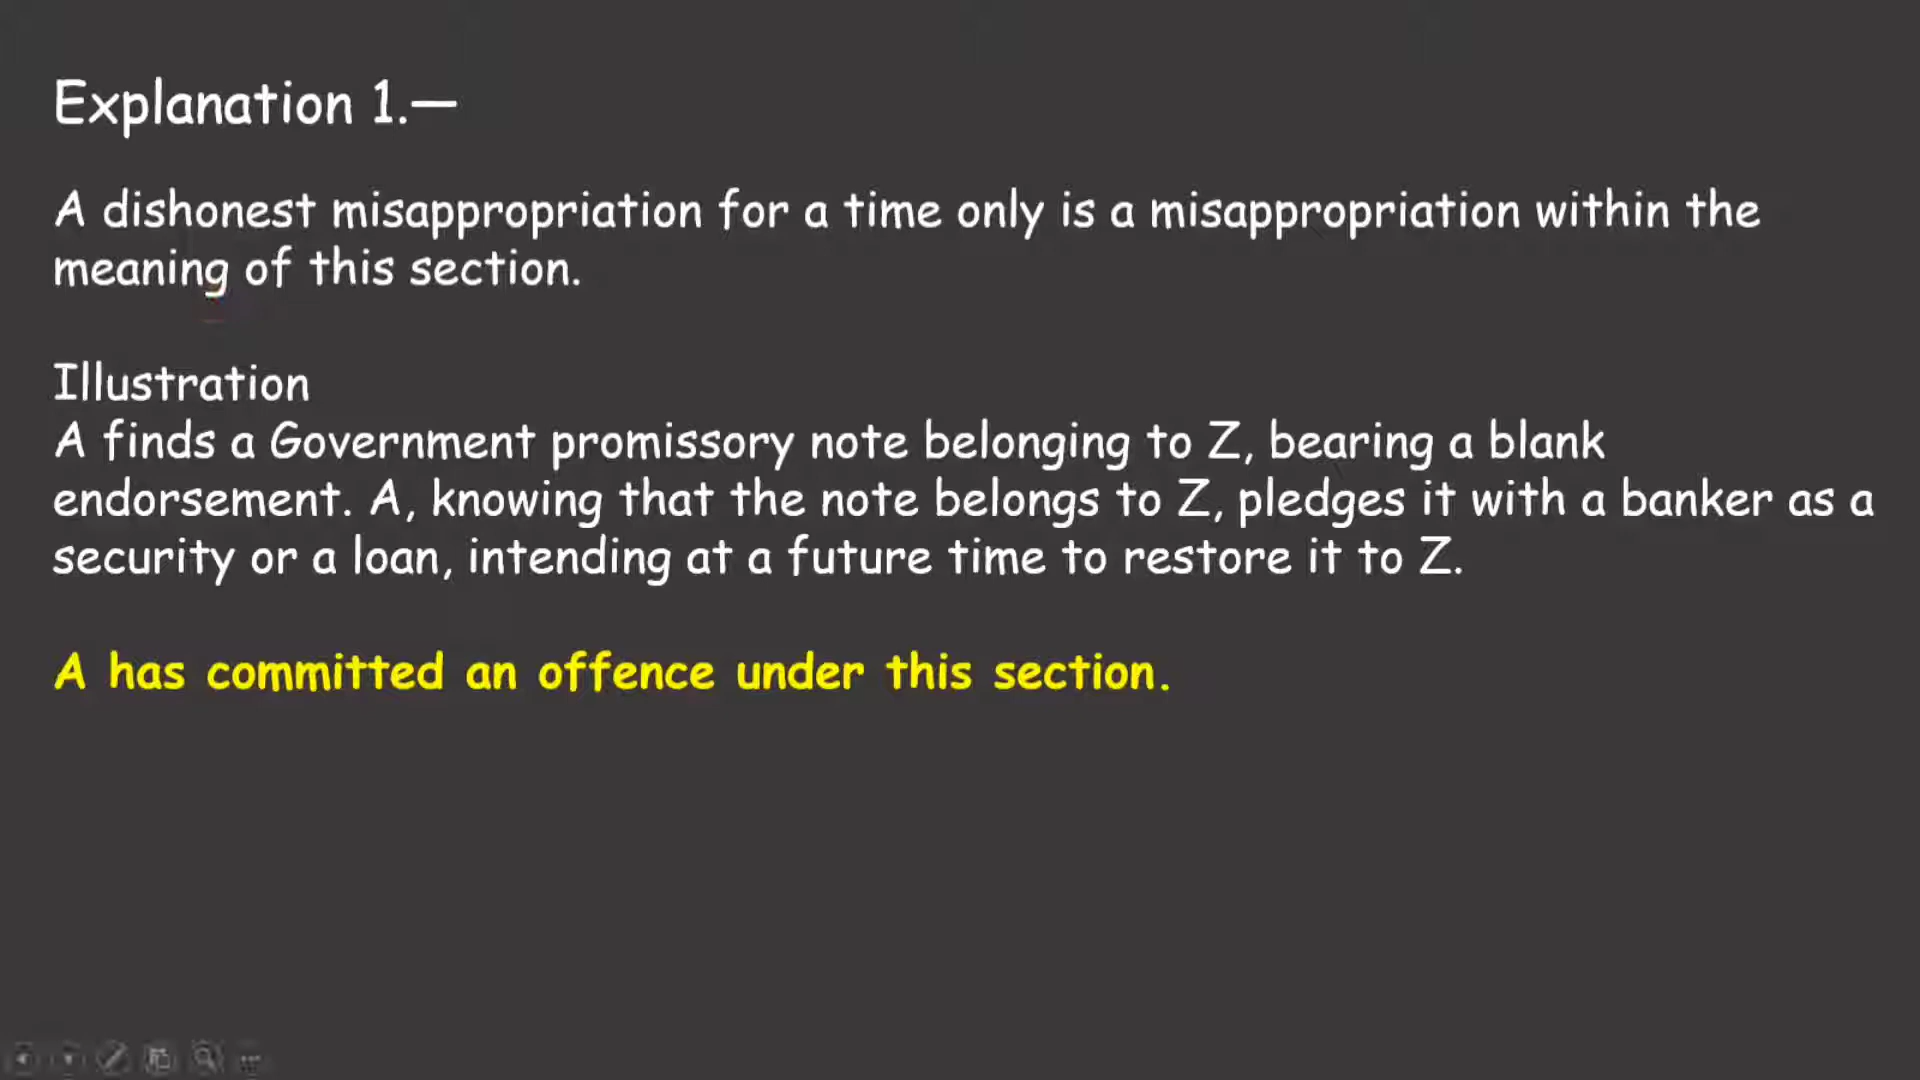 Explanation 1.—
A dishonest misappropriation for a time only is a misappropriation within the
meaning of this section.
Illustration
A finds a Government promissory note belonging to Z, bearing a blank
endorsement. A, knowing that the note belongs to Z, pledges it with a banker as a
security or a loan, intending at a future time to restore it to Z.
A has committed an offence under this section.